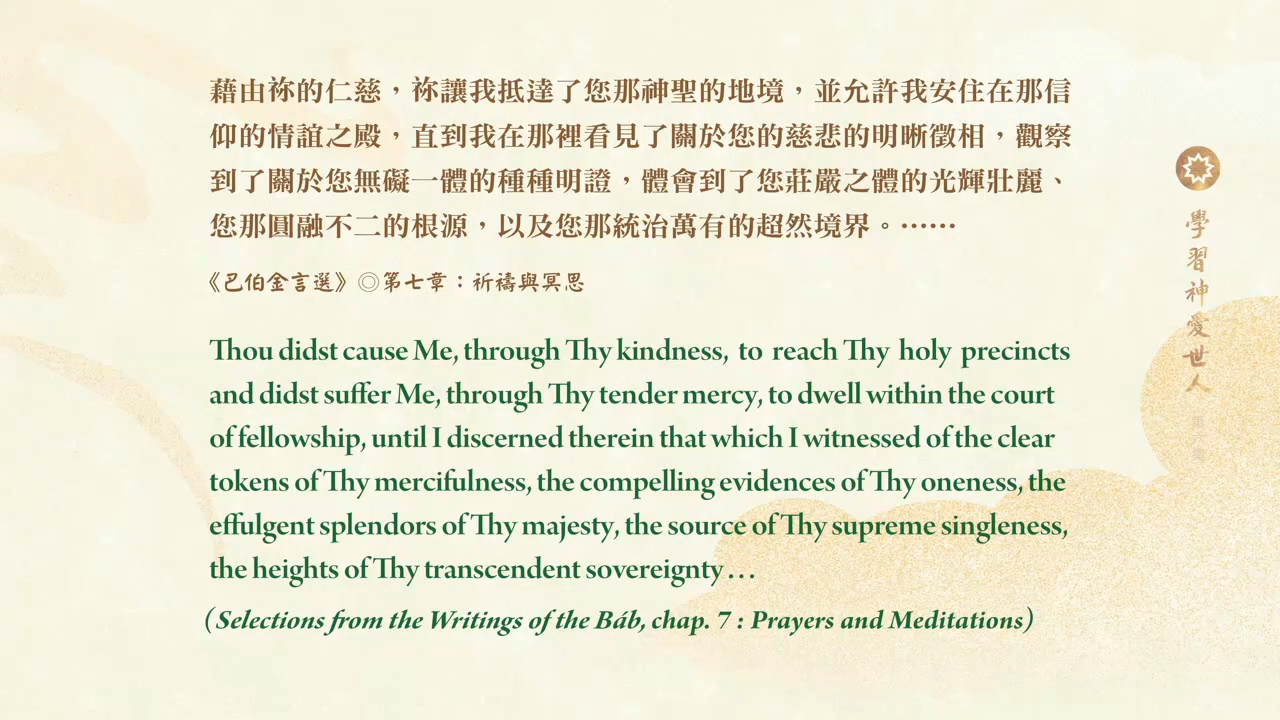 藉由袮的仁慈，袮讓我抵達了您那神聖的地境，並允許我安住在那信
仰的情誼之殿，直到我在那裡看見了關於您的慈悲的明晰徵相，觀察
到了關於您無礙一體的種種明證，體會到了您莊嚴之體的光輝壯麗、
您那圓融不二的根源，以及您那統治萬有的超然境界。⋯⋯
《巴伯金言選》◎第七章：祈禱與冥思
Thou didst cause Me, through Thy kindness, to reach Thy holy precincts
and didst suffer Me, through Thy tender mercy, to dwell within the court
of fellowship, until I discerned therein that which I witnessed of the clear
tokens of Thy mercifulness, the compelling evidences of Thy oneness, the
effulgent splendors of Thy majesty, the source of Thy supreme singleness,
the heights of Thy transcendent sovereignty . . .
(Selections from the Writings of the Báb, chap. 7 : Prayers and Meditations)
學習神愛世人